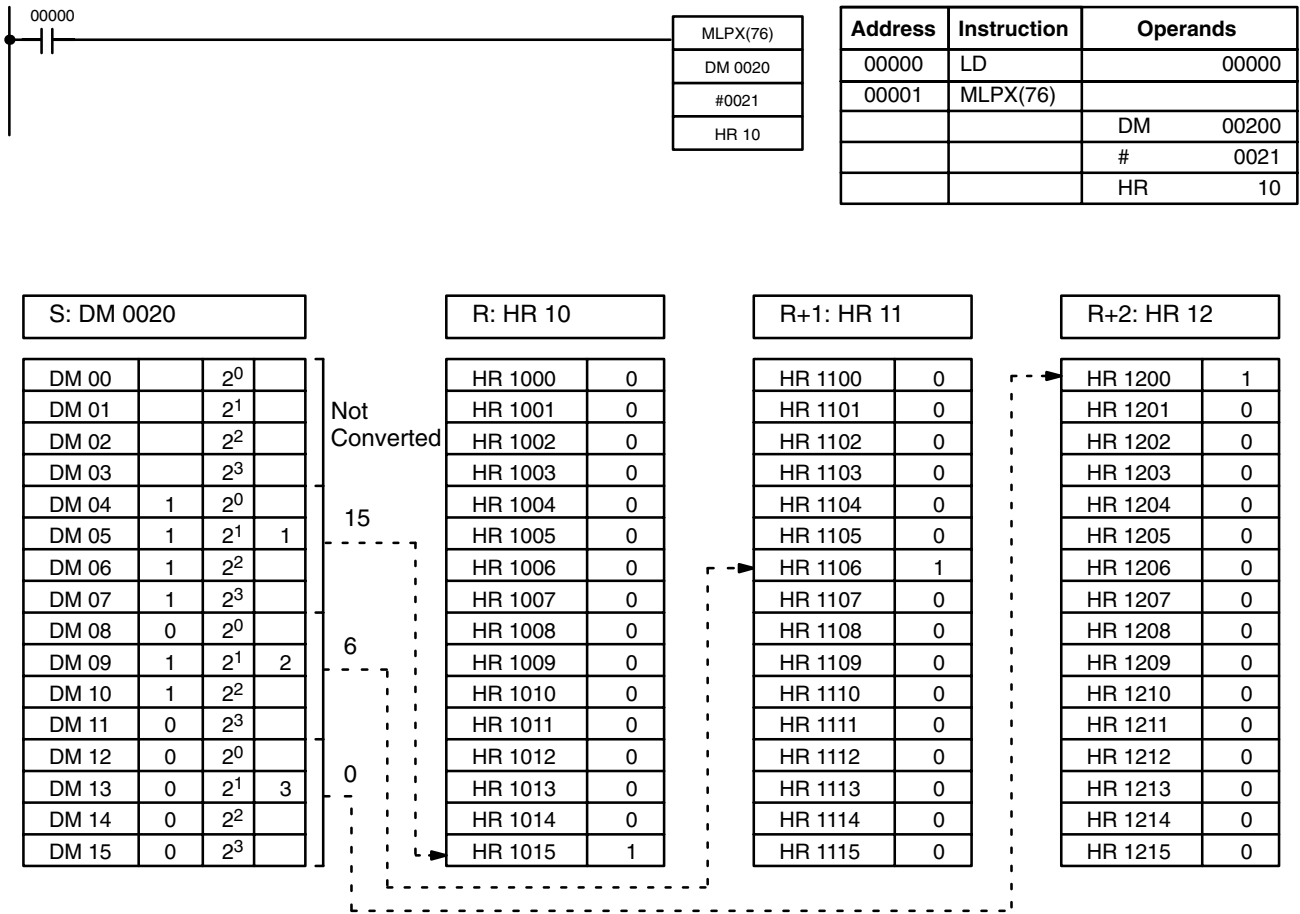 00000
MLPX(76)
DM 0020
#0021
HR 10
Address Instruction Operands
00000 LD 00000
00001 MLPX(76)
DM 00200
# 0021
HR 10
S: DM 0020
DM 00 2⁰
DM 01 2¹
DM 02 2²
DM 03 2³
DM 04 1 2⁰
DM 05 1 2¹ 1
DM 06 1 2²
DM 07 1 2³
DM 08 0 2⁰
DM 09 1 2¹ 2
DM 10 1 2²
DM 11 0 2³
DM 12 0 2⁰
DM 13 0 2¹ 3
DM 14 0 2²
DM 15 0 2³
Not
Converted
15
6
0
R: HR 10
HR 1000 0
HR 1001 0
HR 1002 0
HR 1003 0
HR 1004 0
HR 1005 0
HR 1006 0
HR 1007 0
HR 1008 0
HR 1009 0
HR 1010 0
HR 1011 0
HR 1012 0
HR 1013 0
HR 1014 0
HR 1015 1
R+1: HR 11
HR 1100 0
HR 1101 0
HR 1102 0
HR 1103 0
HR 1104 0
HR 1105 0
HR 1106 1
HR 1107 0
HR 1108 0
HR 1109 0
HR 1110 0
HR 1111 0
HR 1112 0
HR 1113 0
HR 1114 0
HR 1115 0
R+2: HR 12
HR 1200 1
HR 1201 0
HR 1202 0
HR 1203 0
HR 1204 0
HR 1205 0
HR 1206 0
HR 1207 0
HR 1208 0
HR 1209 0
HR 1210 0
HR 1211 0
HR 1212 0
HR 1213 0
HR 1214 0
HR 1215 0